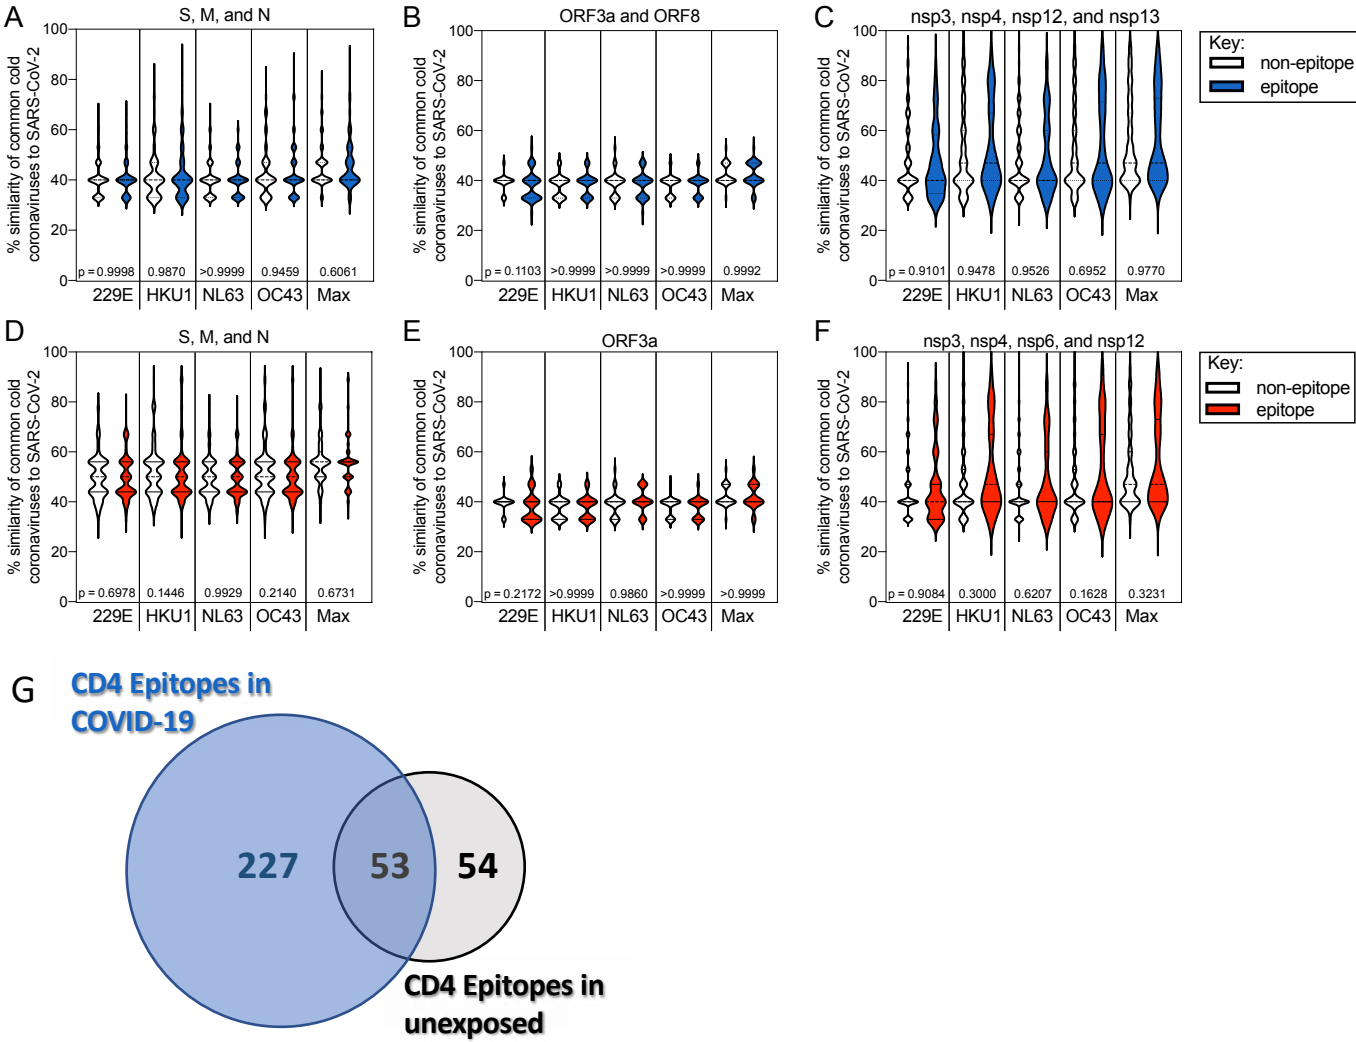 A
S, M, and N
% similarity of common cold
coronaviruses to SARS-CoV-2
100
80
60
40
20
0
p = 0.9998 0.9870 >0.9999 0.9459 0.6061
229E HKU1 NL63 OC43 Max
B
ORF3a and ORF8
% similarity of common cold
coronaviruses to SARS-CoV-2
100
80
60
40
20
0
p = 0.1103 >0.9999 >0.9999 >0.9999 0.9992
229E HKU1 NL63 OC43 Max
C
nsp3, nsp4, nsp12, and nsp13
% similarity of common cold
coronaviruses to SARS-CoV-2
100
80
60
40
20
0
p = 0.9101 0.9478 0.9526 0.6952 0.9770
229E HKU1 NL63 OC43 Max
Key:
non-epitope
epitope
D
S, M, and N
% similarity of common cold
coronaviruses to SARS-CoV-2
100
80
60
40
20
0
p = 0.6978 0.1446 0.9929 0.2140 0.6731
229E HKU1 NL63 OC43 Max
E
ORF3a
% similarity of common cold
coronaviruses to SARS-CoV-2
100
80
60
40
20
0
p = 0.2172 >0.9999 0.9860 >0.9999 >0.9999
229E HKU1 NL63 OC43 Max
F
nsp3, nsp4, nsp6, and nsp12
% similarity of common cold
coronaviruses to SARS-CoV-2
100
80
60
40
20
0
p = 0.9084 0.3000 0.6207 0.1628 0.3231
229E HKU1 NL63 OC43 Max
Key:
non-epitope
epitope
G
CD4 Epitopes in
COVID-19
227
53
54
CD4 Epitopes in
unexposed